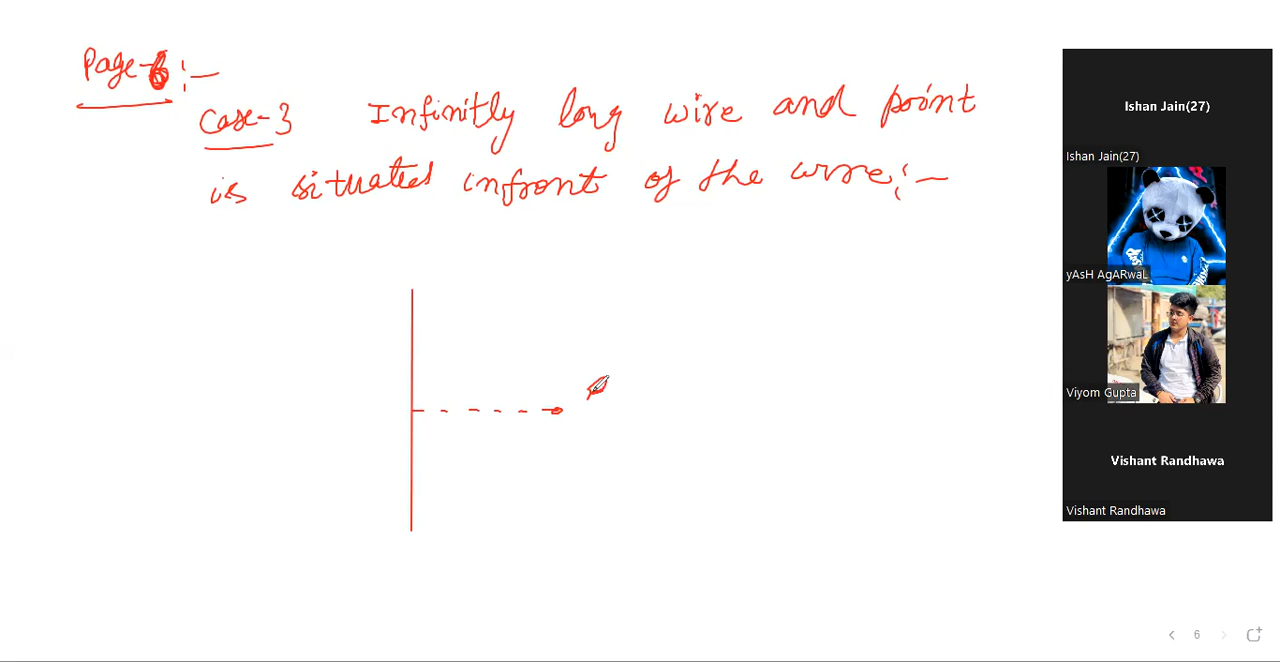 Page-6:-
Case-3 Infinitly long wire and point
is situated infront of the wire:-
Ishan Jain(27)
Ishan Jain(27)
yAsH AgARwaL
Viyom Gupta
Vishant Randhawa
Vishant Randhawa
6